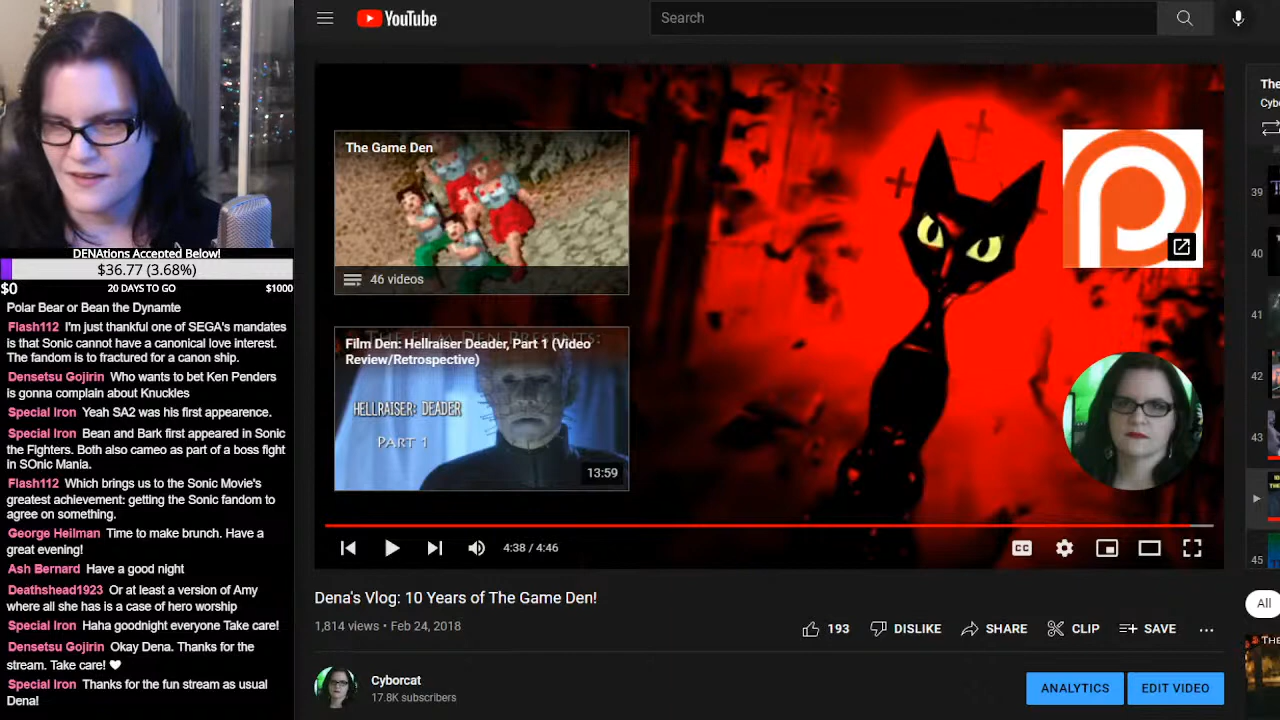 DENAtions Accepted Below!
$36.77 (3.68%)
$0 20 DAYS TO GO $1000
Polar Bear or Bean the Dynamte
Flash112 I'm just thankful one of SEGA's mandates
is that Sonic cannot have a canonical love interest.
The fandom is to fractured for a canon ship.
Densetsu Gojirin Who wants to bet Ken Penders
is gonna complain about Knuckles
Special Iron Yeah SA2 was his first appearence.
Special Iron Bean and Bark first appeared in Sonic
the Fighters. Both also cameo as part of a boss fight
in SOnic Mania.
Flash112 Which brings us to the Sonic Movie's
greatest achievement: getting the Sonic fandom to
agree on something.
George Heilman Time to make brunch. Have a
great evening!
Ash Bernard Have a good night
Deathshead1923 Or at least a version of Amy
where all she has is a case of hero worship
Special Iron Haha goodnight everyone Take care!
Densetsu Gojirin Okay Dena. Thanks for the
stream. Take care! ♥
Special Iron Thanks for the fun stream as usual
Dena!
YouTube
Search
The Game Den
46 videos
THE FILM DEN PRESENTS:
Film Den: Hellraiser Deader, Part 1 (Video
Review/Retrospective)
HELLRAISER: DEADER
PART 1
13:59
4:38 / 4:46
CC
Dena's Vlog: 10 Years of The Game Den!
1,814 views • Feb 24, 2018
193
DISLIKE
SHARE
CLIP
SAVE
Cyborcat
17.8K subscribers
ANALYTICS
EDIT VIDEO
The
Cybo
39
40
41
42
43
45
All